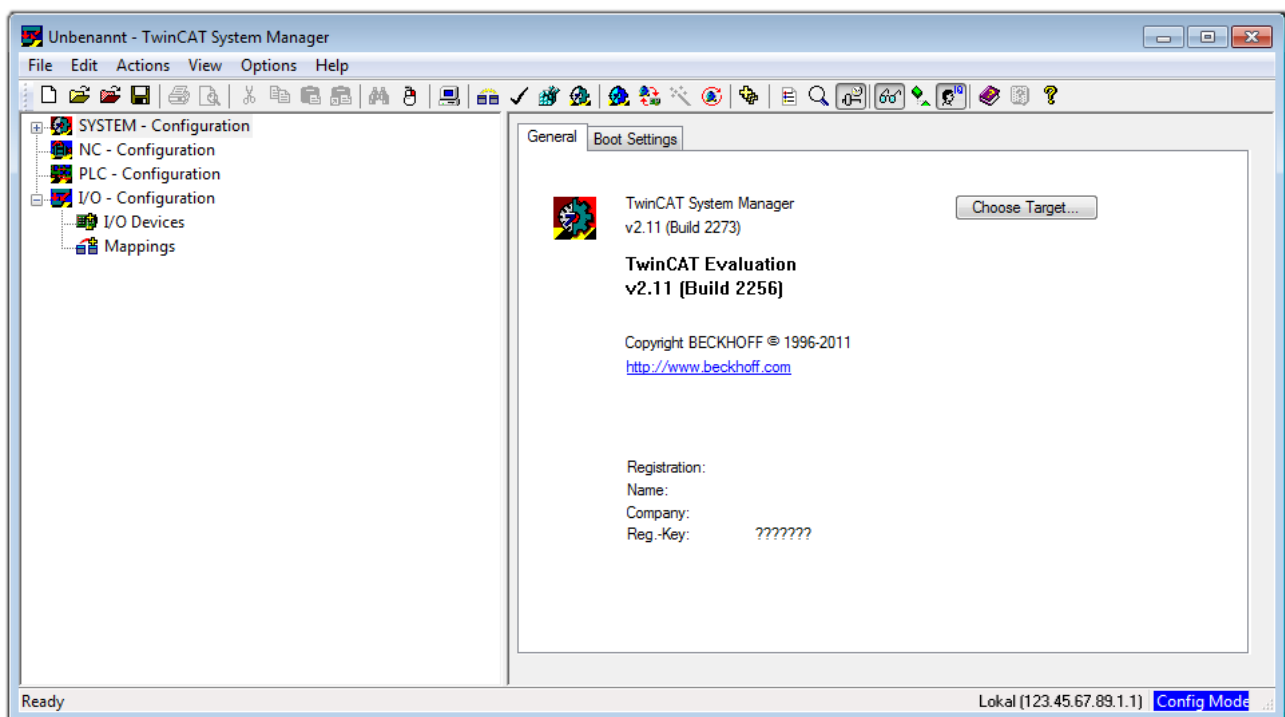 Unbenannt - TwinCAT System Manager
File Edit Actions View Options Help
SYSTEM - Configuration
NC - Configuration
PLC - Configuration
I/O - Configuration
I/O Devices
Mappings
General Boot Settings
TwinCAT System Manager
v2.11 (Build 2273)
Choose Target...
TwinCAT Evaluation
v2.11 (Build 2256)
Copyright BECKHOFF © 1996-2011
http://www.beckhoff.com
Registration:
Name:
Company:
Reg.-Key: ???????
Ready Lokal (123.45.67.89.1.1) Config Mode